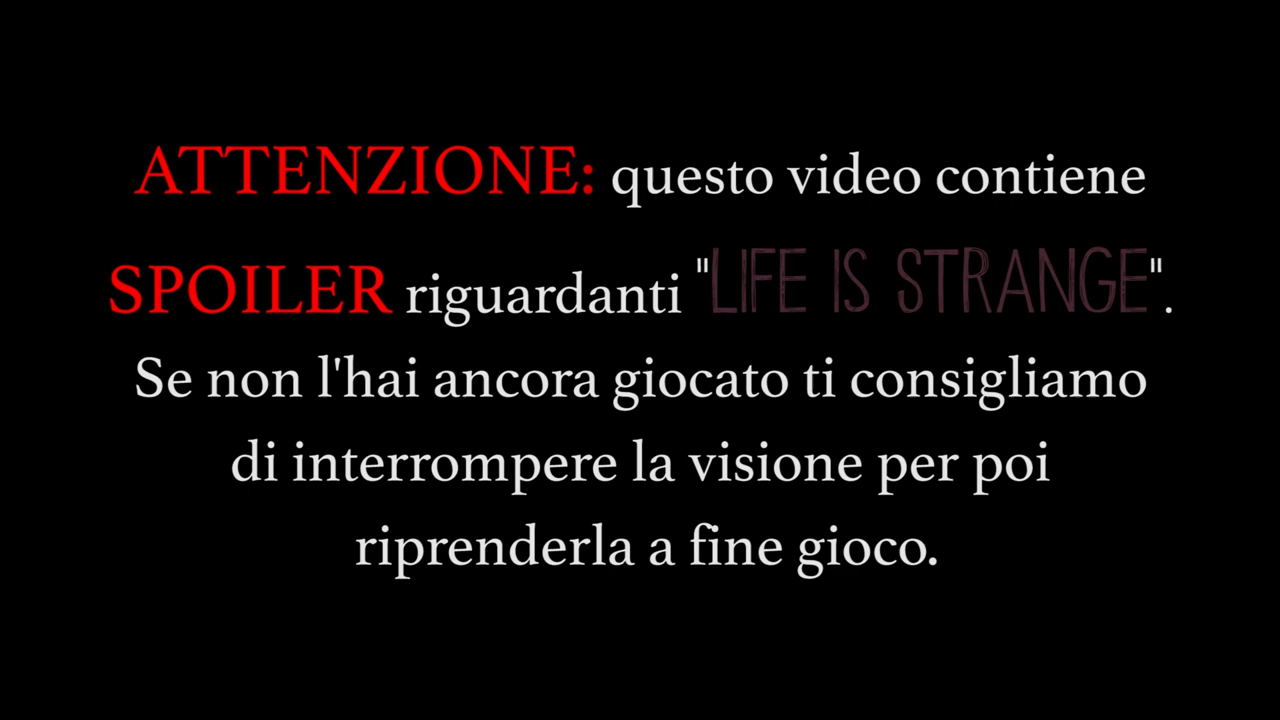 ATTENZIONE: questo video contiene
SPOILER riguardanti "LIFE IS STRANGE".
Se non l'hai ancora giocato ti consigliamo
di interrompere la visione per poi
riprenderla a fine gioco.